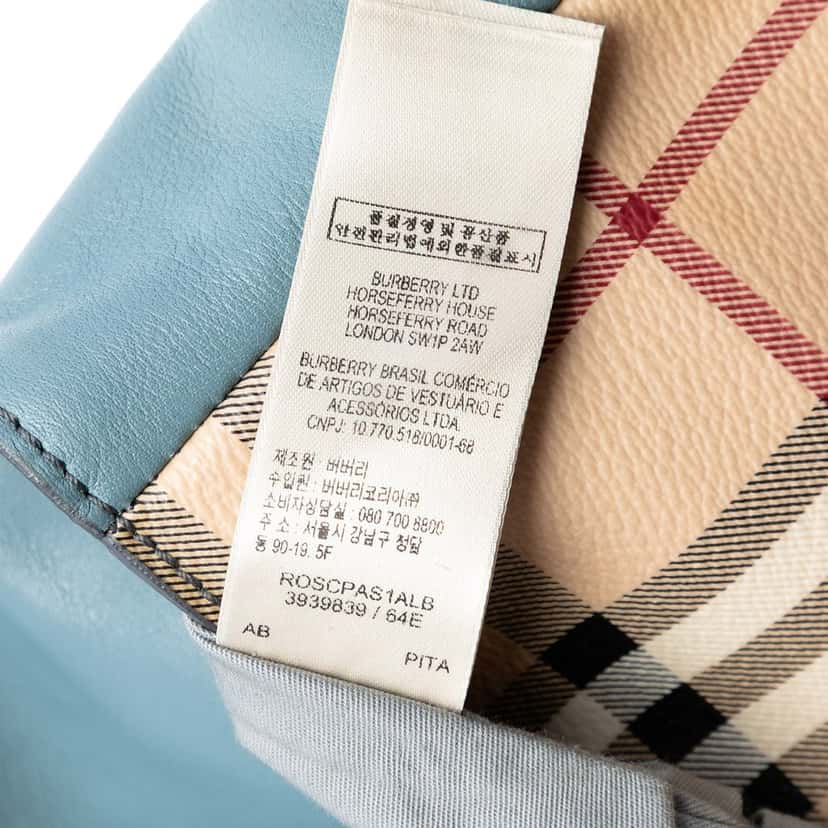 품질경영 및 공산품
안전관리법에의한품질표시
BURBERRY LTD
HORSEFERRY HOUSE
HORSEFERRY ROAD
LONDON SW1P 2AW
BURBERRY BRASIL COMÉRCIO
DE ARTIGOS DE VESTUÁRIO E
ACESSÓRIOS LTDA.
CNPJ: 10.770.518/0001-68
제조원 : 버버리
수입원 : 버버리코리아㈜
소비자상담실 : 080 700 8800
주 소 : 서울시 강남구 청담
동 90-19. 5F
ROSCPAS1ALB
3939839 / 64E
AB
PITA